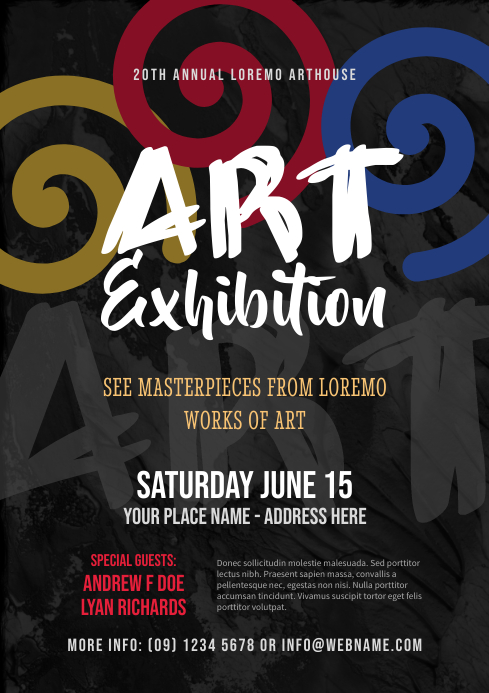 20TH ANNUAL LOREMO ARTHOUSE
ART
Exhibition
ART
SEE MASTERPIECES FROM LOREMO
WORKS OF ART
SATURDAY JUNE 15
YOUR PLACE NAME - ADDRESS HERE
SPECIAL GUESTS:
ANDREW F DOE
LYAN RICHARDS
Donec sollicitudin molestie malesuada. Sed porttitor
lectus nibh. Praesent sapien massa, convallis a
pellentesque nec, egestas non nisi. Nulla porttitor
accumsan tincidunt. Vivamus suscipit tortor eget felis
porttitor volutpat.
MORE INFO: (09) 1234 5678 OR INFO@WEBNAME.COM